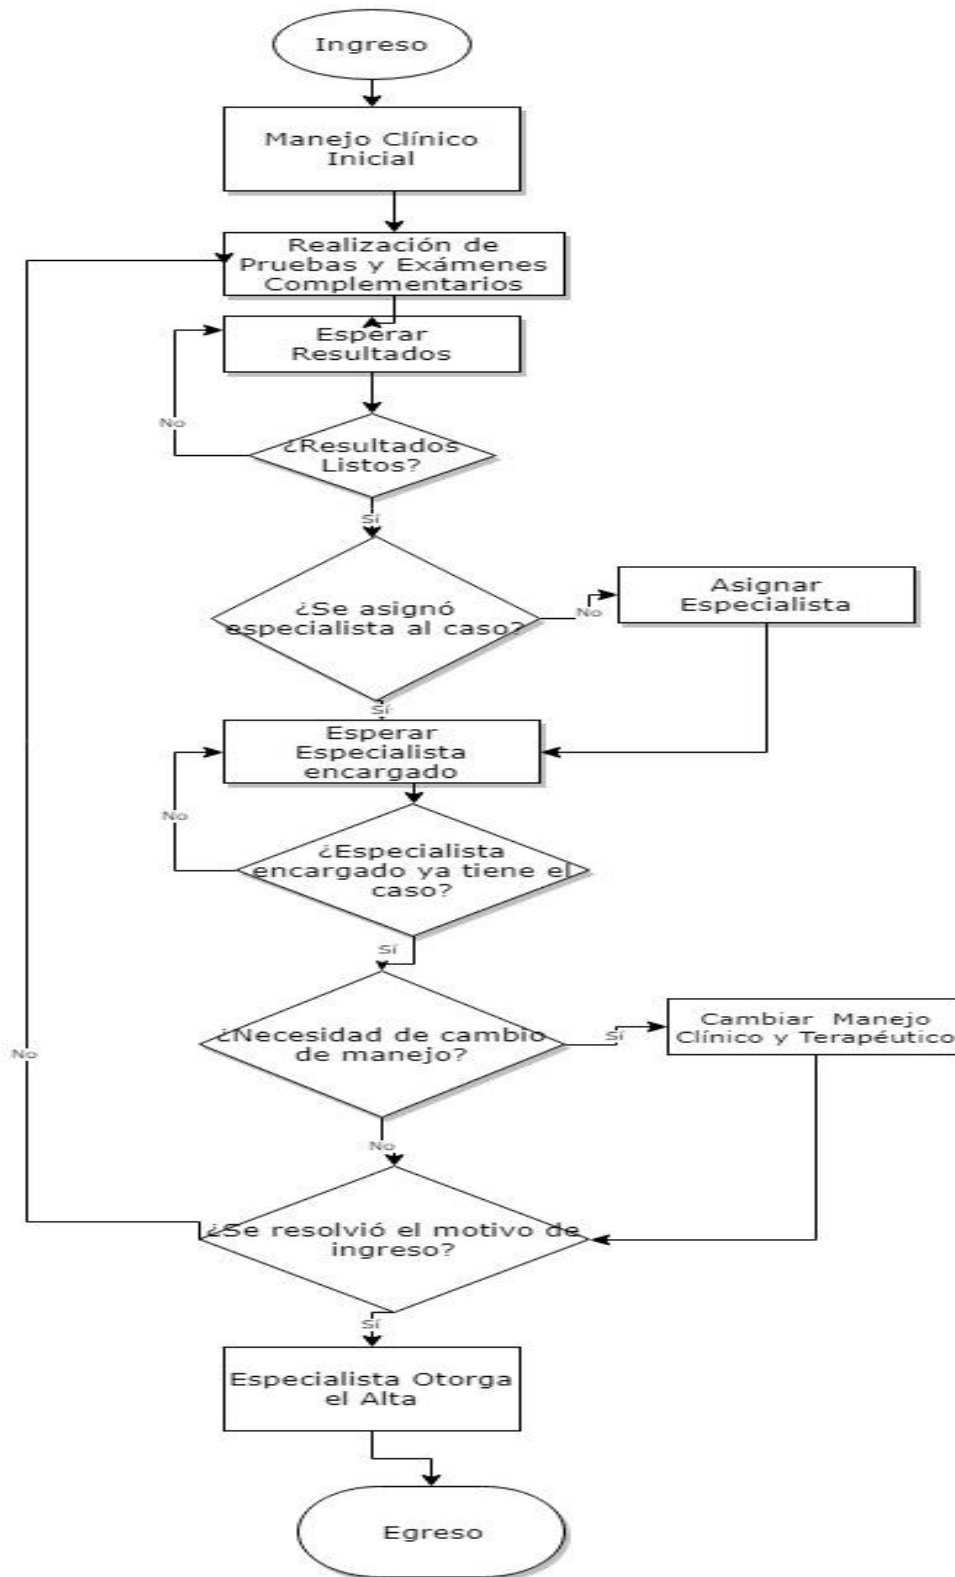 Ingreso
Manejo Clínico
Inicial
Realización de
Pruebas y Exámenes
Complementarios
Esperar
Resultados
No
¿Resultados
Listos?
Sí
¿Se asignó
especialista al caso?
No
Asignar
Especialista
Sí
Esperar
Especialista
encargado
No
¿Especialista
encargado ya tiene el
caso?
Sí
¿Necesidad de cambio
de manejo?
Sí
Cambiar Manejo
Clínico y Terapéutico
No
No
¿Se resolvió el motivo de
ingreso?
Sí
Especialista Otorga
el Alta
Egreso